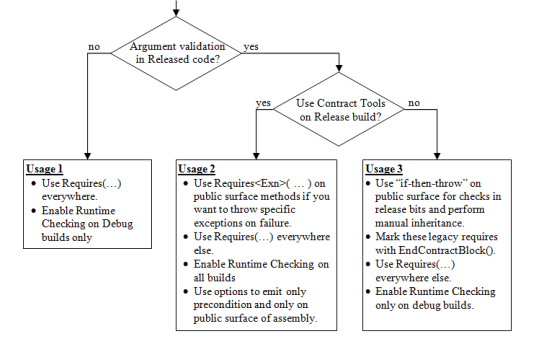 no
Argument validation
in Released code?
yes
yes
Use Contract Tools
on Release build?
no
Usage 1
• Use Requires(...)
everywhere.
• Enable Runtime
Checking on Debug
builds only
Usage 2
• Use Requires<Exn>( ... ) on
public surface methods if you
want to throw specific
exceptions on failure.
• Use Requires(...) everywhere
else.
• Enable Runtime Checking on
all builds
• Use options to emit only
precondition and only on
public surface of assembly.
Usage 3
• Use “if-then-throw” on
public surface for checks in
release bits and perform
manual inheritance.
• Mark these legacy requires
with EndContractBlock().
• Use Requires(...)
everywhere else.
• Enable Runtime Checking
only on debug builds.